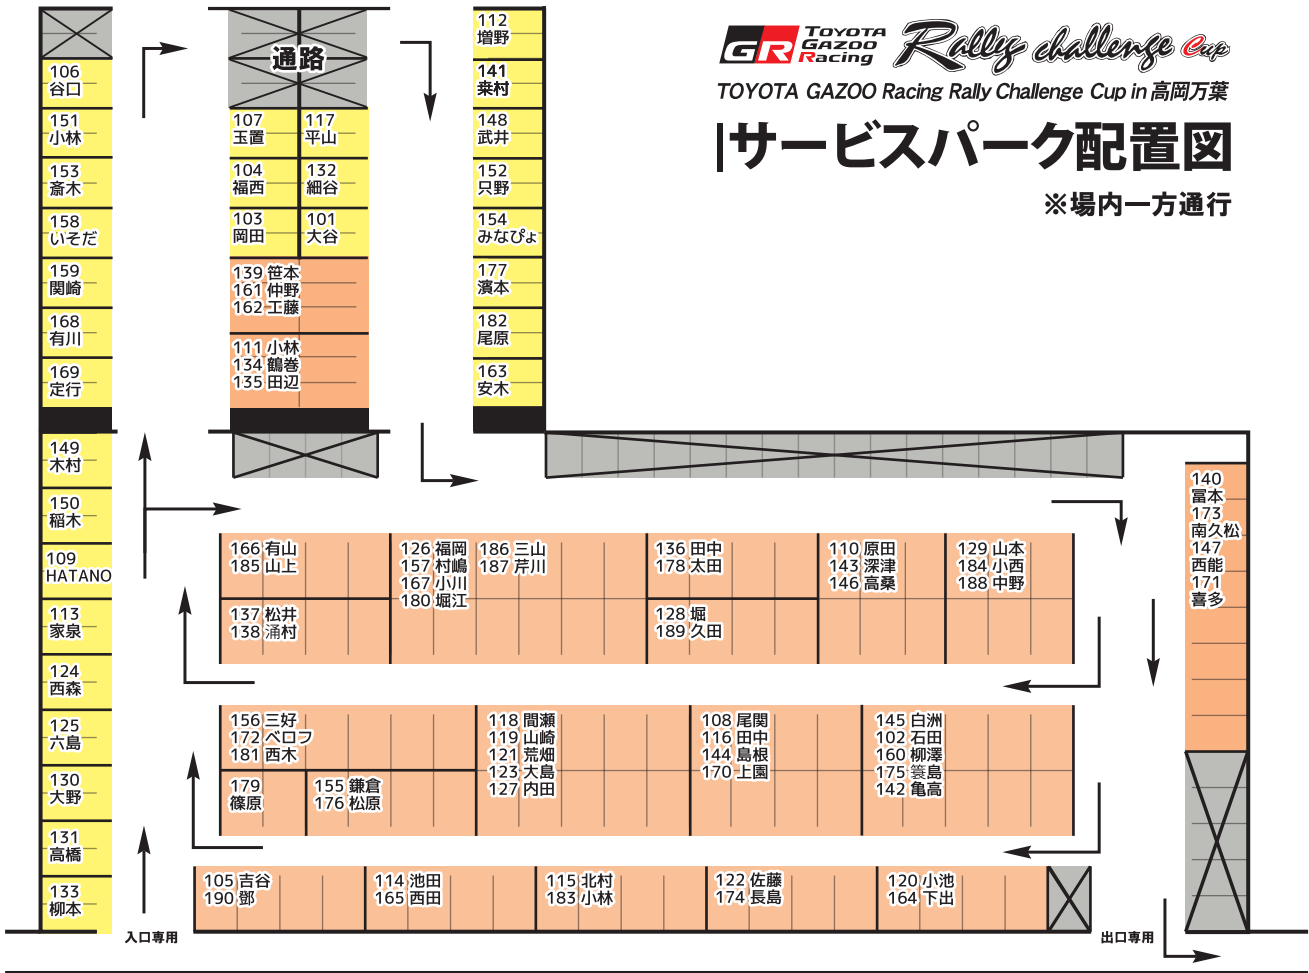 TOYOTA
GAZOO
Racing
GR
Rally challenge Cup
TOYOTA GAZOO Racing Rally Challenge Cup in 高岡万葉
サービスパーク配置図
※場内一方通行
106
谷口
151
小林
153
斎木
158
いそだ
159
関崎
168
有川
169
定行
149
木村
150
稲木
109
HATANO
113
家泉
124
西森
125
六島
130
大野
131
高橋
133
柳本
通路
107
玉置
117
平山
104
福西
132
細谷
103
岡田
101
大谷
139 笹本
161 仲野
162 工藤
111 小林
134 鶴巻
135 田辺
112
増野
141
桒村
148
武井
152
只野
154
みなぴょ
177
濱本
182
尾原
163
安木
140
冨本
173
南久松
147
西能
171
喜多
166 有山
185 山上
137 松井
138 涌村
126 福岡
157 村嶋
167 小川
180 堀江
186 三山
187 芹川
136 田中
178 太田
128 堀
189 久田
110 原田
143 深津
146 高桑
129 山本
184 小西
188 中野
156 三好
172 ベロフ
181 西木
179
篠原
155 鎌倉
176 松原
118 間瀬
119 山崎
121 荒畑
123 大島
127 内田
108 尾関
116 田中
144 島根
170 上園
145 白洲
102 石田
160 柳澤
175 簑島
142 亀高
105 吉谷
190 鄧
114 池田
165 西田
115 北村
183 小林
122 佐藤
174 長島
120 小池
164 下出
入口専用
出口専用